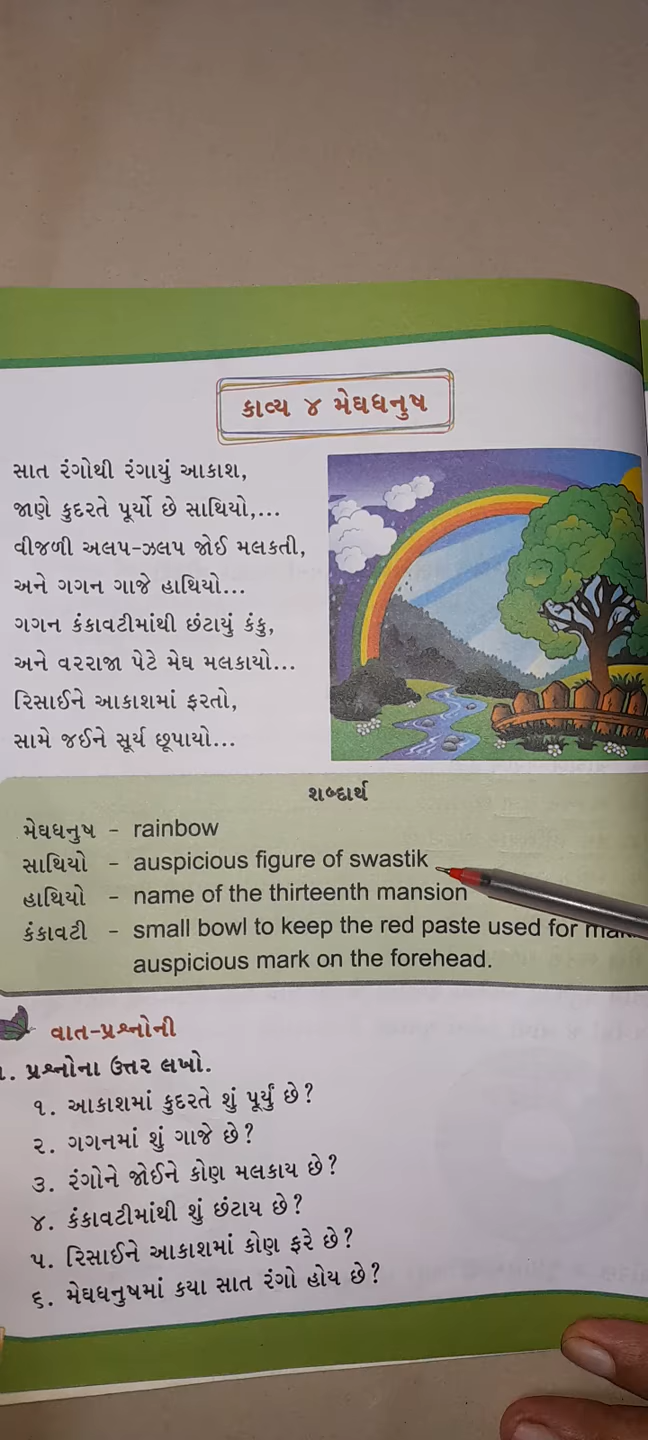 કાવ્ય ૪ મેઘધનુષ
સાત રંગોથી રંગાયું આકાશ,
જાણે કુદરતે પૂર્યો છે સાથિયો,...
વીજળી અલપ-ઝલપ જોઈ મલકતી,
અને ગગન ગાજે હાથિયો...
ગગન કંકાવટીમાંથી છંટાયું કંકુ,
અને વરરાજા પેટે મેઘ મલકાયો...
રિસાઈને આકાશમાં ફરતો,
સામે જઈને સૂર્ય છૂપાયો...
શબ્દાર્થ
મેઘધનુષ – rainbow
સાથિયો – auspicious figure of swastik
હાથિયો – name of the thirteenth mansion
કંકાવટી – small bowl to keep the red paste used for
auspicious mark on the forehead.
વાત-પ્રશ્નોની
૧. પ્રશ્નોના ઉત્તર લખો.
૧. આકાશમાં કુદરતે શું પૂર્યું છે?
૨. ગગનમાં શું ગાજે છે?
૩. રંગોને જોઈને કોણ મલકાય છે?
૪. કંકાવટીમાંથી શું છંટાય છે?
૫. રિસાઈને આકાશમાં કોણ ફરે છે?
૬. મેઘધનુષમાં કયા સાત રંગો હોય છે?